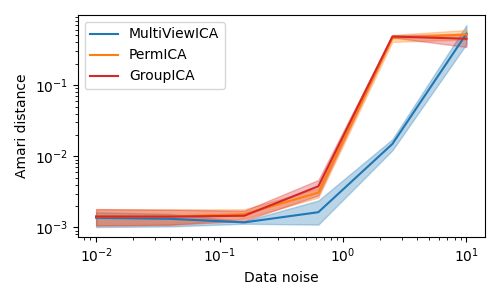 MultiViewICA
PermICA
GroupICA
Amari distance
10⁻¹
10⁻²
10⁻³
10⁻² 10⁻¹ 10⁰ 10¹
Data noise